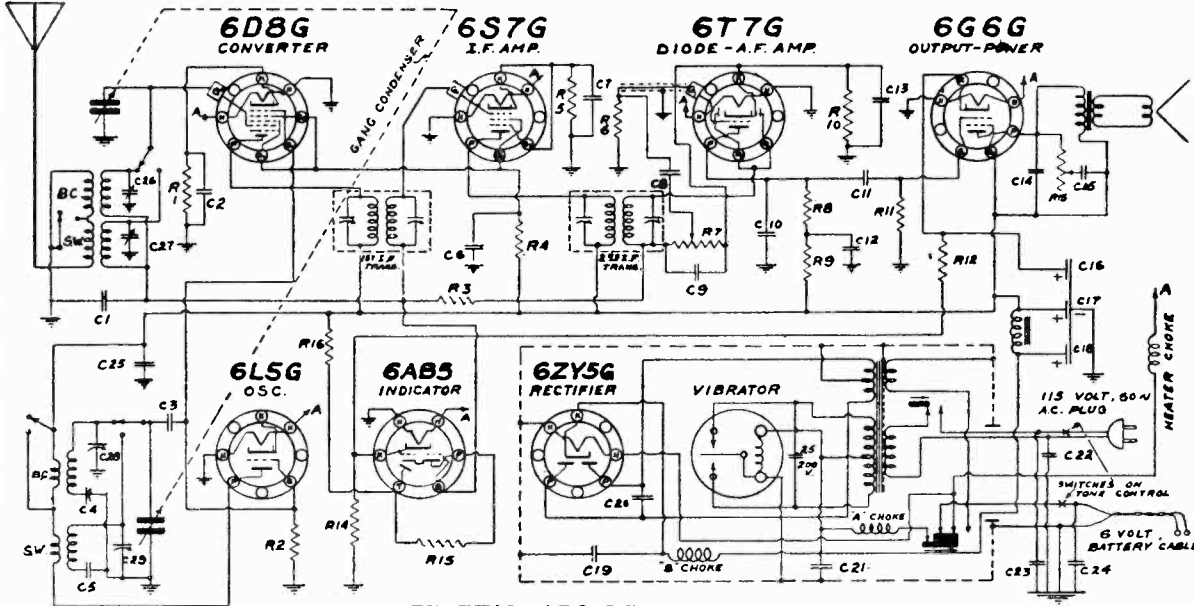 6D8G
CONVERTER
GANG CONDENSER
6S7G
I.F. AMP.
6T7G
DIODE-A.F. AMP.
6G6G
OUTPUT-POWER
A
A
A
A
R
1
C2
R
5
C7
R6
R
10
C13
BC
SW
C26
C27
C1
1ST I.F.
TRANS.
C6
R4
R3
2ND I.F.
TRANS.
C8
R7
C9
C10
R8
R9
C12
C11
R11
R12
C14
R13
C15
C16
C17
C18
A
HEATER CHOKE
C25
C3
6L5G
OSC.
A
R16
6AB5
INDICATOR
A
6ZY5G
RECTIFIER
VIBRATOR
.25
200
V.
115 VOLT, 60~
A.C. PLUG
C22
SWITCHES ON
TONE CONTROL
6 VOLT.
BATTERY CABLE
C28
C4
C29
C5
SW.
R2
R14
R15
C20
C19
"B" CHOKE
"A" CHOKE
C21
C23
C24